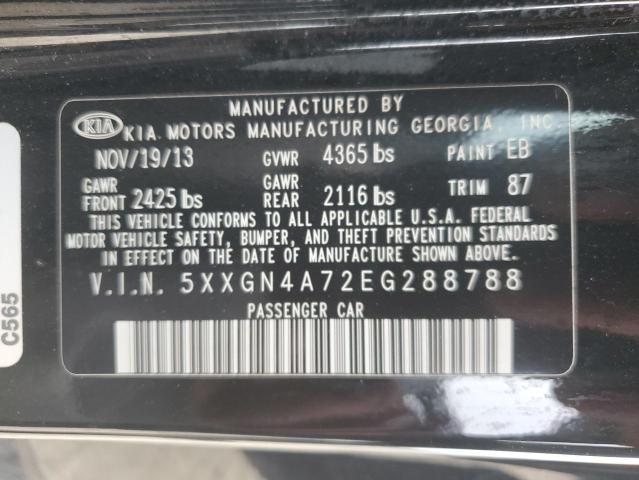 MANUFACTURED BY
KIA KIA MOTORS MANUFACTURING GEORGIA, INC.
NOV/19/13 GVWR 4365 lbs PAINT EB
GAWR FRONT 2425 lbs GAWR REAR 2116 lbs TRIM 87
THIS VEHICLE CONFORMS TO ALL APPLICABLE U.S.A. FEDERAL
MOTOR VEHICLE SAFETY, BUMPER, AND THEFT PREVENTION STANDARDS
IN EFFECT ON THE DATE OF MANUFACTURE SHOWN ABOVE.
V.I.N. 5XXGN4A72EG288788
PASSENGER CAR
C565